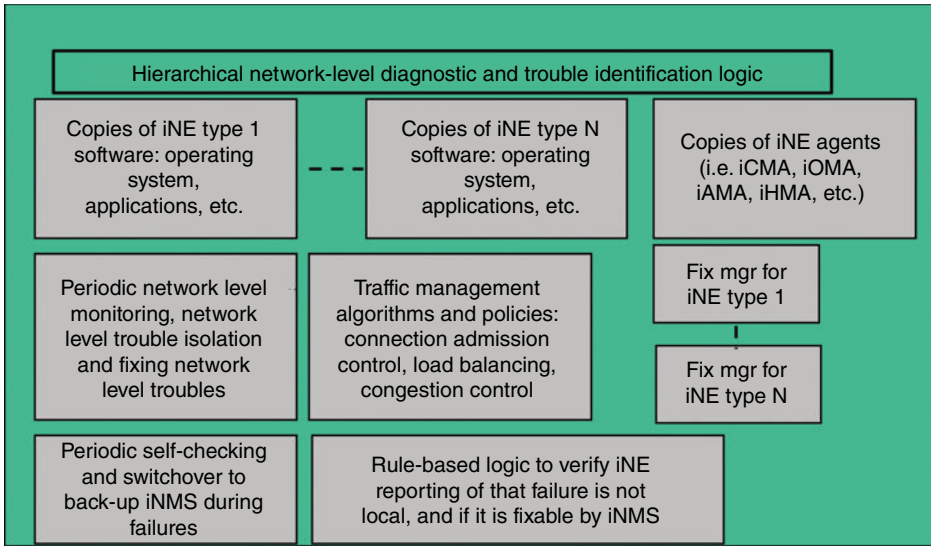 Hierarchical network-level diagnostic and trouble identification logic
Copies of iNE type 1
software: operating
system,
applications, etc.
Copies of iNE type N
software: operating
system,
applications, etc.
Copies of iNE agents
(i.e. iCMA, iOMA,
iAMA, iHMA, etc.)
Periodic network level
monitoring, network
level trouble isolation
and fixing network
level troubles
Traffic management
algorithms and policies:
connection admission
control, load balancing,
congestion control
Fix mgr for
iNE type 1
Fix mgr for
iNE type N
Periodic self-checking
and switchover to
back-up iNMS during
failures
Rule-based logic to verify iNE
reporting of that failure is not
local, and if it is fixable by iNMS